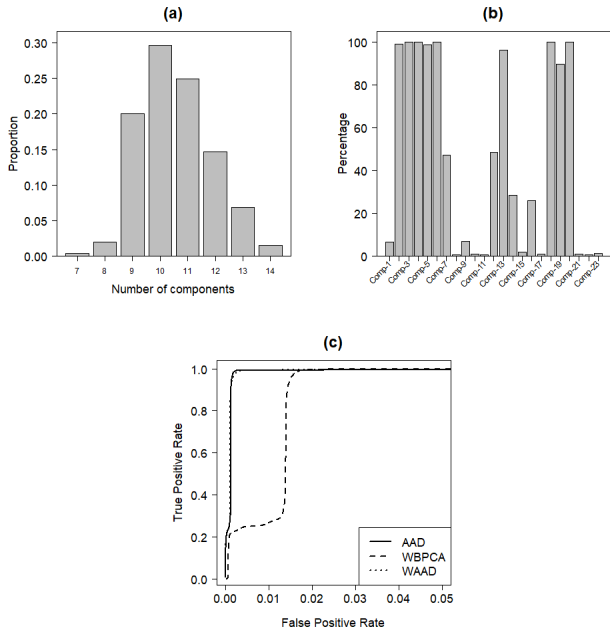 (a)
Proportion
0.30
0.25
0.20
0.15
0.10
0.05
0.00
7 8 9 10 11 12 13 14
Number of components
(b)
Percentage
100
80
60
40
20
0
Comp-1 Comp-3 Comp-5 Comp-7 Comp-9 Comp-11 Comp-13 Comp-15 Comp-17 Comp-19 Comp-21 Comp-23
(c)
True Positive Rate
1.0
0.8
0.6
0.4
0.2
0.0
AAD
WBPCA
WAAD
0.00 0.01 0.02 0.03 0.04 0.05
False Positive Rate